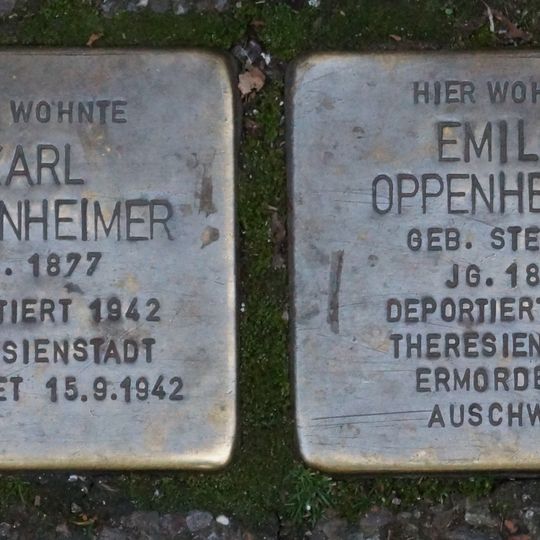 WOHNTE
KARL
NHEIMER
. 1877
TIERT 1942
SIENSTADT
ET 15.9.1942
HIER WOH
EMIL
OPPENHE
GEB. STE
JG. 18
DEPORTIERT
THERESIEN
ERMORDE
AUSCHW